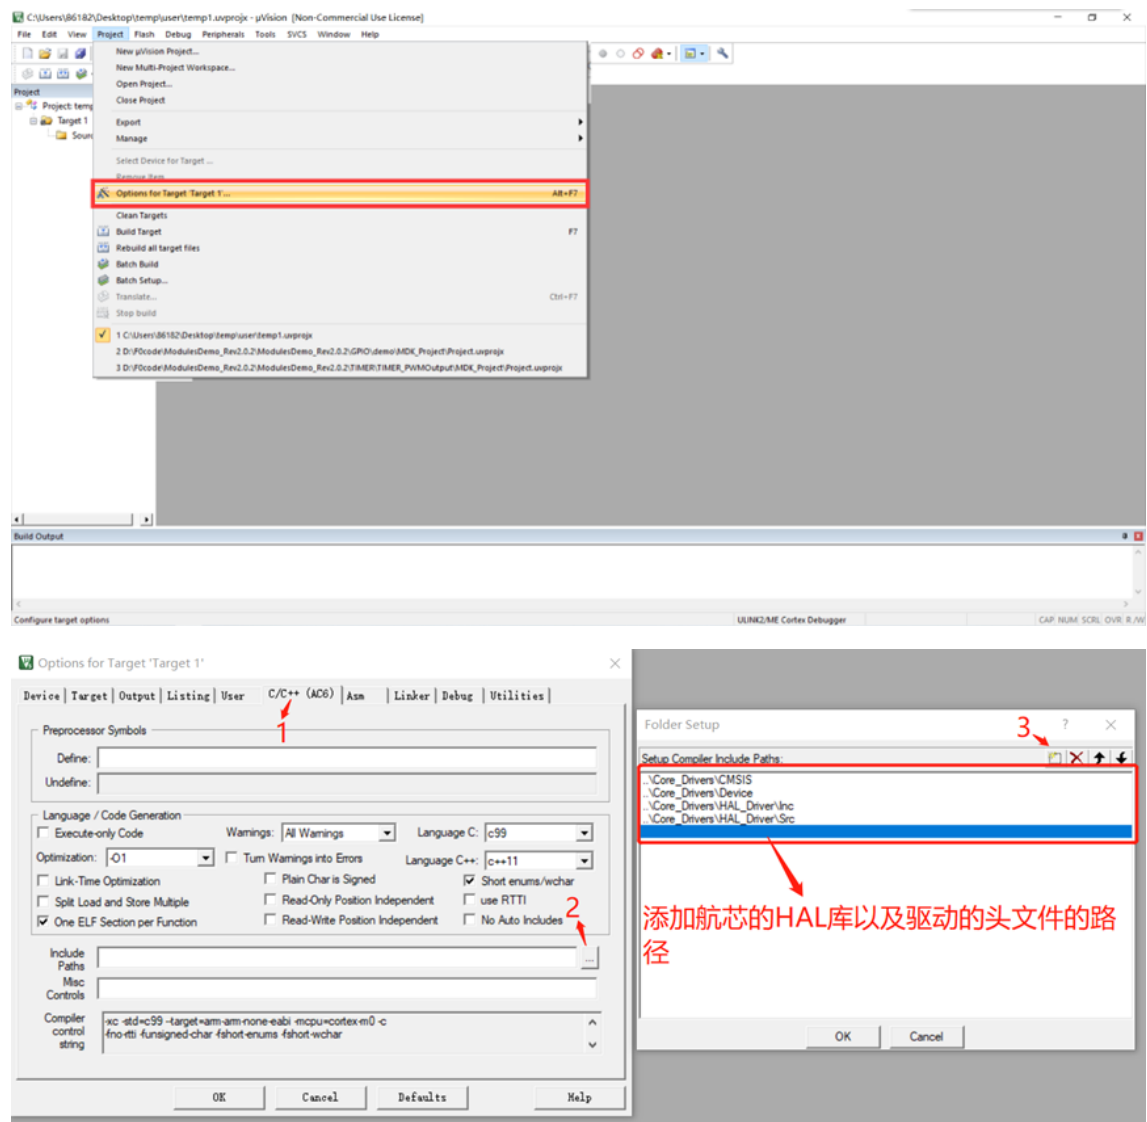 C:\Users\86182\Desktop\temp\user\temp1.uvprojx - µVision [Non-Commercial Use License]
File Edit View Project Flash Debug Peripherals Tools SVCS Window Help
New µVision Project...
New Multi-Project Workspace...
Open Project...
Close Project
Export
Manage
Select Device for Target ...
Remove Item
Options for Target 'Target 1'... Alt+F7
Clean Targets
Build Target F7
Rebuild all target files
Batch Build
Batch Setup...
Translate... Ctrl+F7
Stop build
1 C:\Users\86182\Desktop\temp\user\temp1.uvprojx
2 D:\F0code\ModulesDemo_Rev2.0.2\ModulesDemo_Rev2.0.2\GPIO\demo\MDK_Project\Project.uvprojx
3 D:\F0code\ModulesDemo_Rev2.0.2\ModulesDemo_Rev2.0.2\TIMER\TIMER_PWMOutput\MDK_Project\Project.uvprojx
Project
Project: temp
Target 1
Sourc
Build Output
Configure target options
ULINK2/ME Cortex Debugger
CAP NUM SCRL OVR R/W
Options for Target 'Target 1'
Device Target Output Listing User C/C++ (AC6) Asm Linker Debug Utilities
1
Preprocessor Symbols
Define:
Undefine:
Language / Code Generation
Execute-only Code Warnings: All Warnings Language C: c99
Optimization: -O1 Turn Warnings into Errors Language C++: c++11
Link-Time Optimization Plain Char is Signed Short enums/wchar
Split Load and Store Multiple Read-Only Position Independent use RTTI
One ELF Section per Function Read-Write Position Independent No Auto Includes
2
Include Paths
...
Misc Controls
Compiler control string
-xc -std=c99 --target=arm-arm-none-eabi -mcpu=cortex-m0 -c
-fno-rtti -funsigned-char -fshort-enums -fshort-wchar
OK Cancel Defaults Help
Folder Setup ?
3
Setup Compiler Include Paths:
..\Core_Drivers\CMSIS
..\Core_Drivers\Device
..\Core_Drivers\HAL_Driver\Inc
..\Core_Drivers\HAL_Driver\Src
添加航芯的HAL库以及驱动的头文件的路
径
OK Cancel